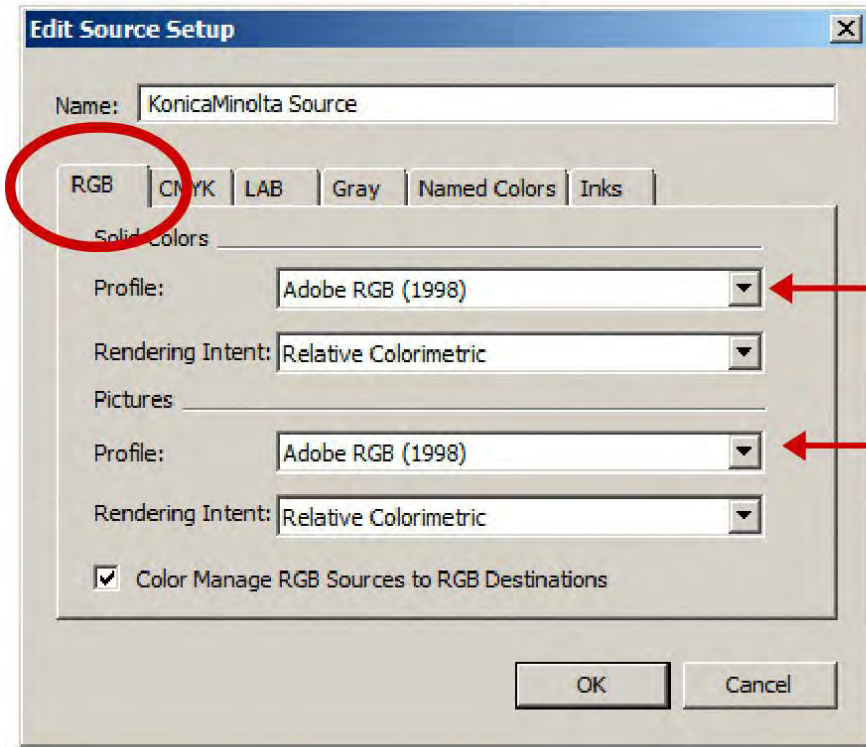 Edit Source Setup
Name: KonicaMinolta Source
RGB CMYK LAB Gray Named Colors Inks
Solid Colors
Profile: Adobe RGB (1998)
Rendering Intent: Relative Colorimetric
Pictures
Profile: Adobe RGB (1998)
Rendering Intent: Relative Colorimetric
Color Manage RGB Sources to RGB Destinations
OK Cancel